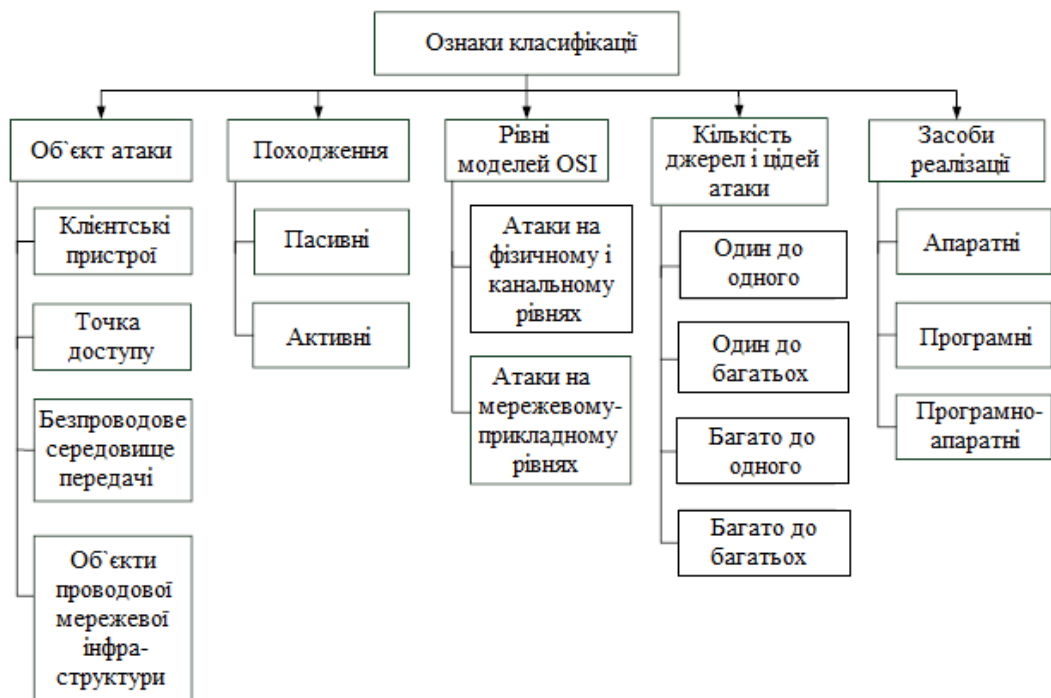 Ознаки класифікації
Об`єкт атаки
Клієнтські
пристрої
Точка
доступу
Безпроводове
середовище
передачі
Об`єкти
проводової
мережевої
інфра-
структури
Походження
Пасивні
Активні
Рівні
моделей OSI
Атаки на
фізичному і
канальному
рівнях
Атаки на
мережевому-
прикладному
рівнях
Кількість
джерел і цідей
атаки
Один до
одного
Один до
багатьох
Багато до
одного
Багато до
багатьох
Засоби
реалізації
Апаратні
Програмні
Програмно-
апаратні